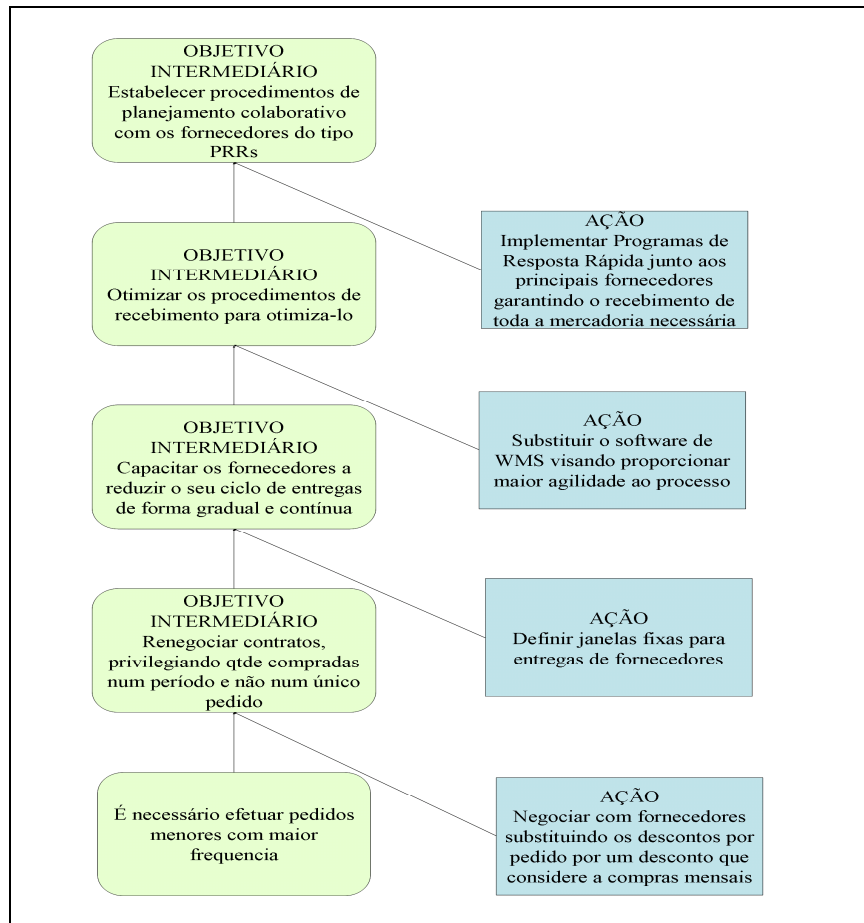 OBJETIVO
INTERMEDIÁRIO
Estabelecer procedimentos de
planejamento colaborativo
com os fornecedores do tipo
PRRs
AÇÃO
Implementar Programas de
Resposta Rápida junto aos
principais fornecedores
garantindo o recebimento de
toda a mercadoria necessária
OBJETIVO
INTERMEDIÁRIO
Otimizar os procedimentos de
recebimento para otimiza-lo
AÇÃO
Substituir o software de
WMS visando proporcionar
maior agilidade ao processo
OBJETIVO
INTERMEDIÁRIO
Capacitar os fornecedores a
reduzir o seu ciclo de entregas
de forma gradual e contínua
AÇÃO
Definir janelas fixas para
entregas de fornecedores
OBJETIVO
INTERMEDIÁRIO
Renegociar contratos,
privilegiando qtde compradas
num período e não num único
pedido
AÇÃO
Negociar com fornecedores
substituindo os descontos por
pedido por um desconto que
considere a compras mensais
É necessário efetuar pedidos
menores com maior
frequencia